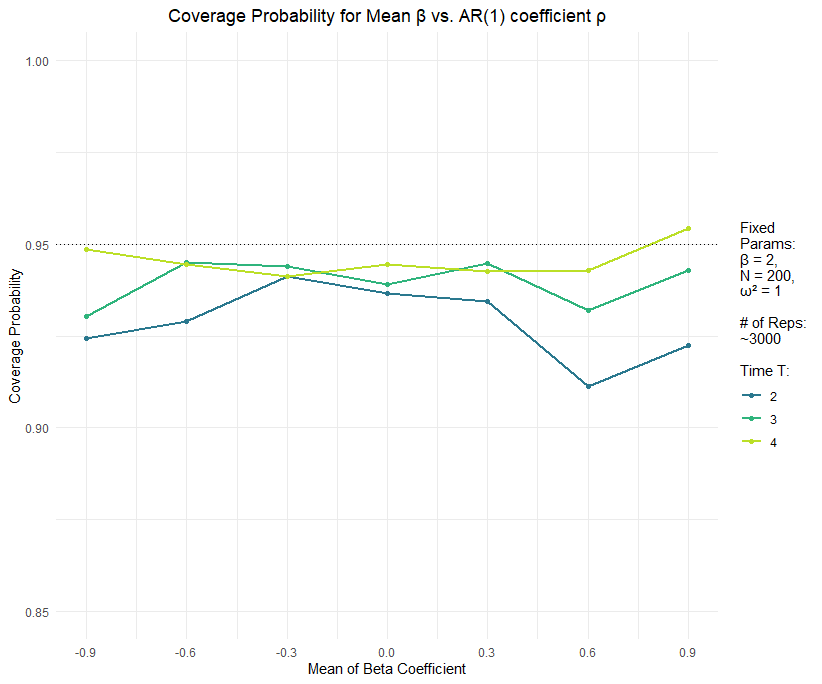 Coverage Probability for Mean β vs. AR(1) coefficient ρ
1.00
0.95
0.90
0.85
Coverage Probability
-0.9
-0.6
-0.3
0.0
0.3
0.6
0.9
Mean of Beta Coefficient
Fixed
Params:
β = 2,
N = 200,
ω² = 1
# of Reps:
~3000
Time T:
2
3
4